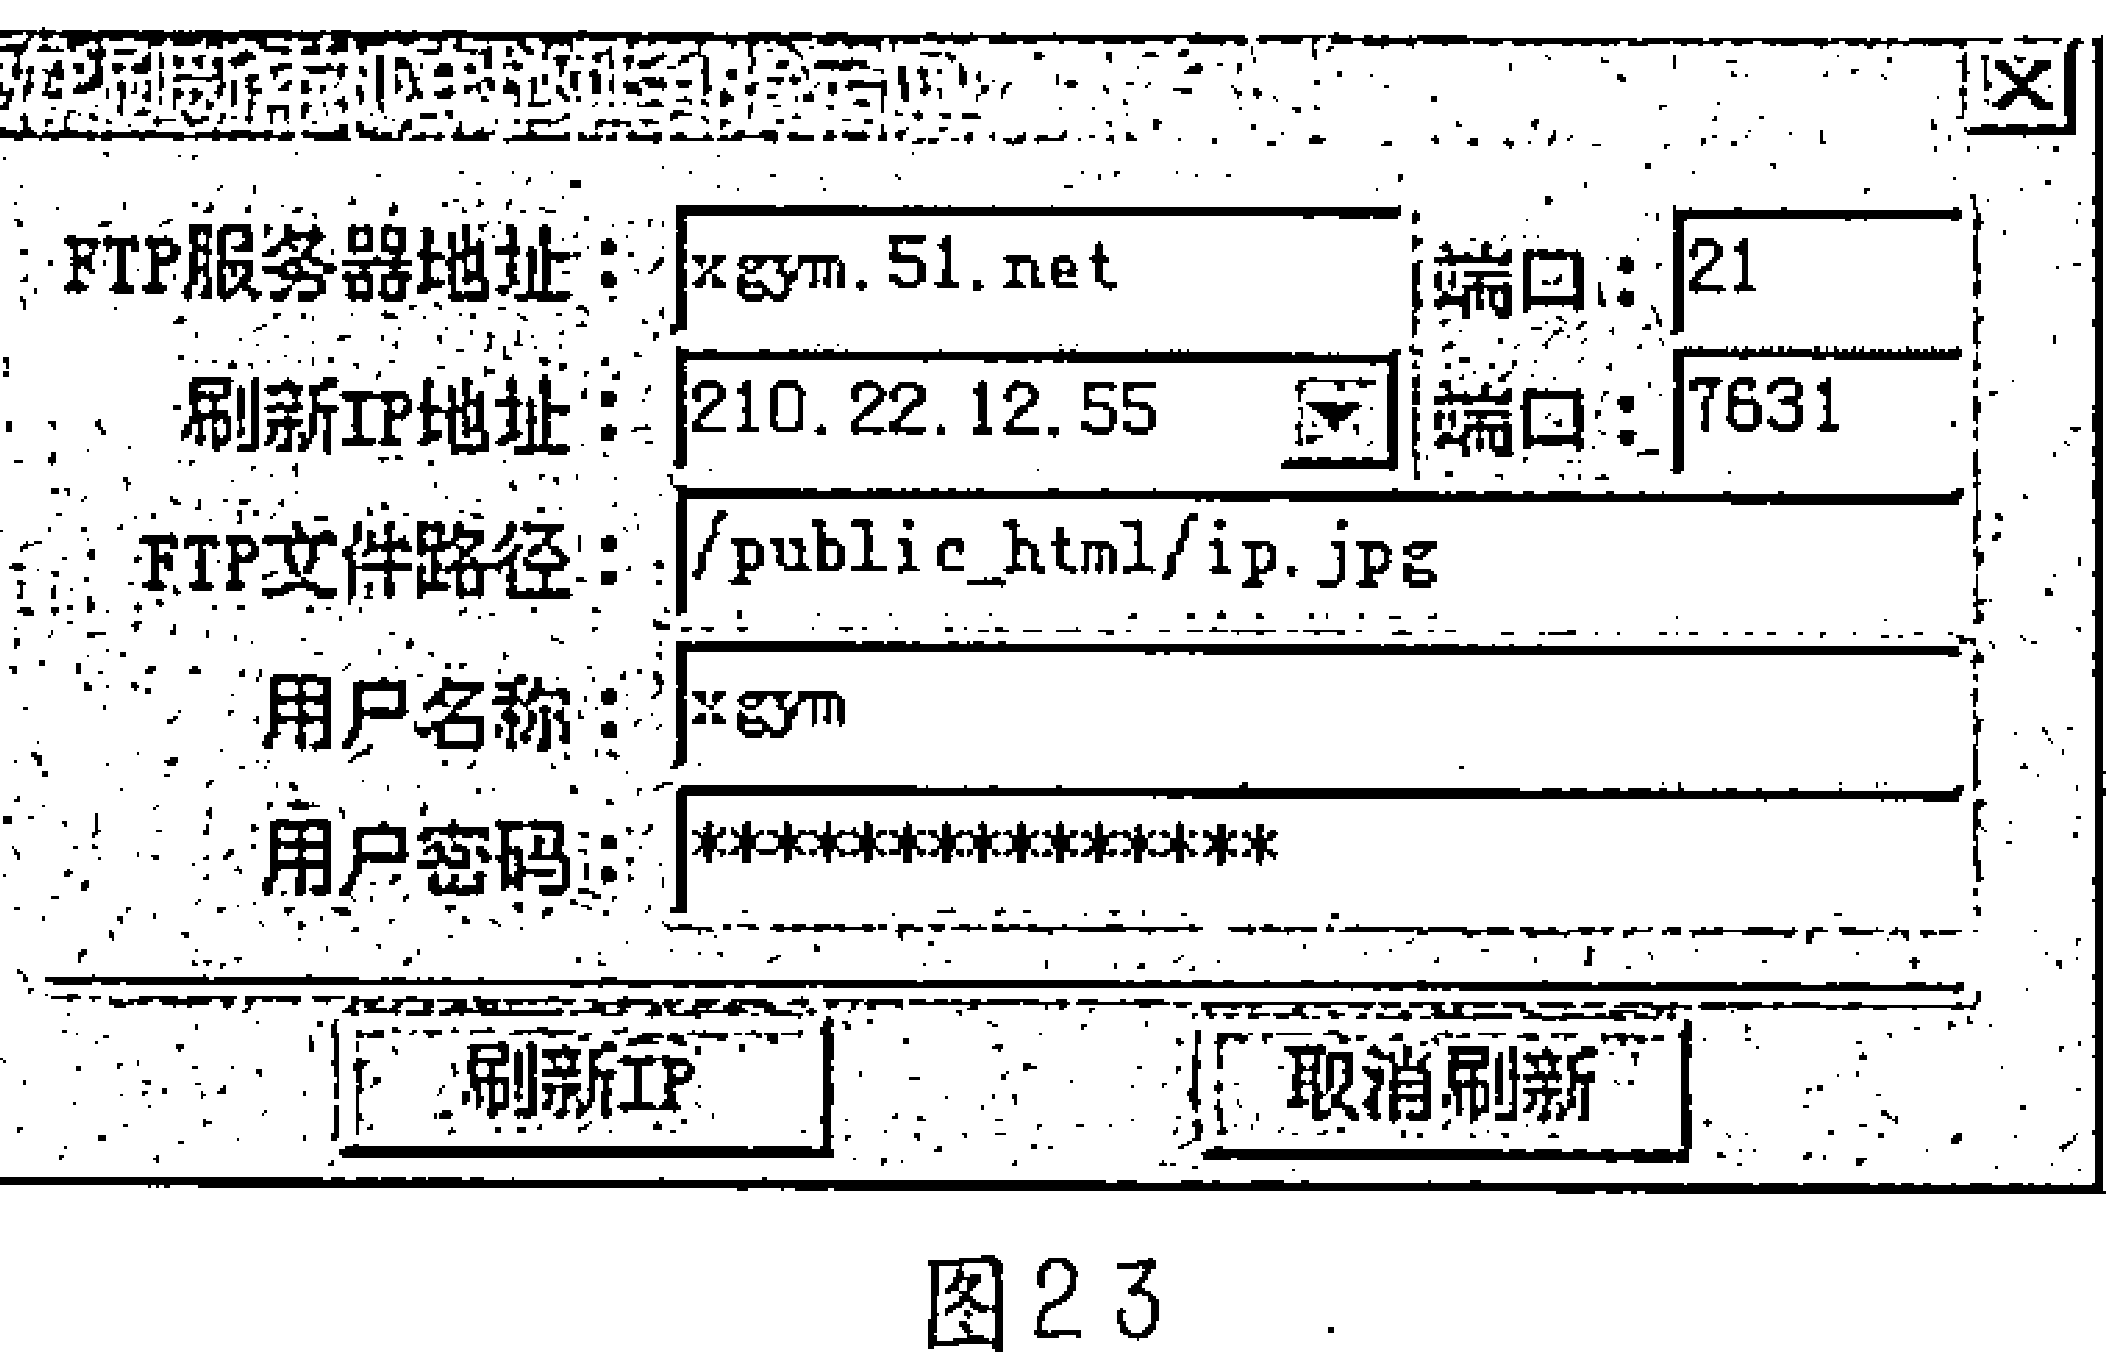 FTP服务器地址： xgym.51.net 端口： 21
刷新IP地址： 210.22.12.55 端口： 7631
FTP文件路径： /public_html/ip.jpg
用户名称： xgym
用户密码： ***************
刷新IP 取消刷新
图23